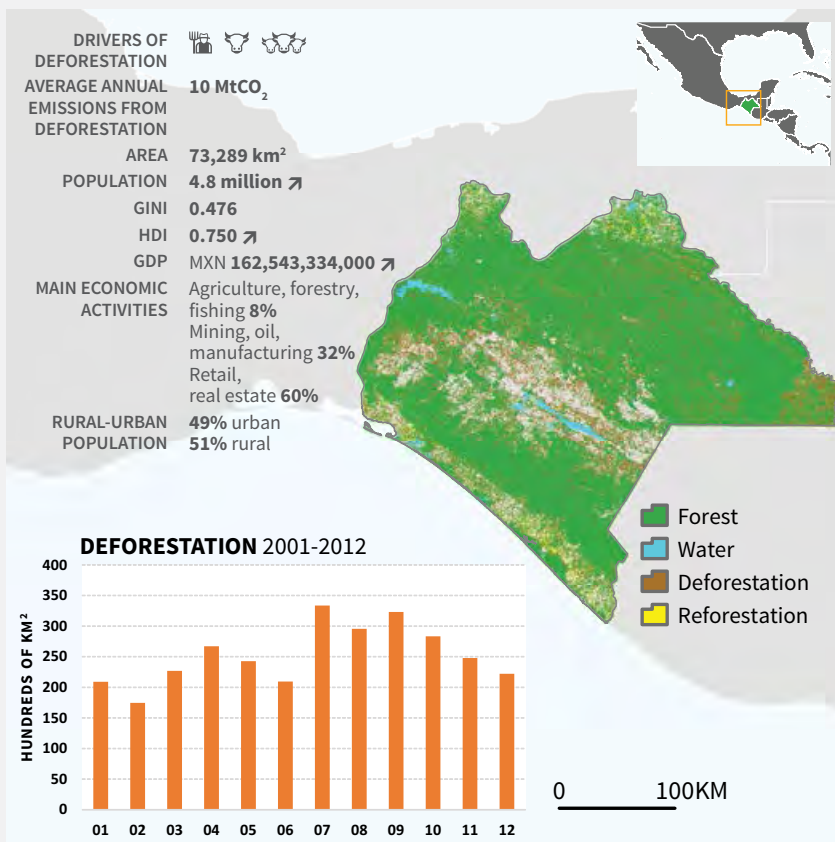 DRIVERS OF
DEFORESTATION
AVERAGE ANNUAL
EMISSIONS FROM
DEFORESTATION
10 MtCO₂
AREA 73,289 km²
POPULATION 4.8 million ↗
GINI 0.476
HDI 0.750 ↗
GDP MXN 162,543,334,000 ↗
MAIN ECONOMIC
ACTIVITIES
Agriculture, forestry,
fishing 8%
Mining, oil,
manufacturing 32%
Retail,
real estate 60%
RURAL-URBAN
POPULATION
49% urban
51% rural
Forest
Water
Deforestation
Reforestation
DEFORESTATION 2001-2012
HUNDREDS OF KM²
400
350
300
250
200
150
100
50
0
01 02 03 04 05 06 07 08 09 10 11 12
0 100KM